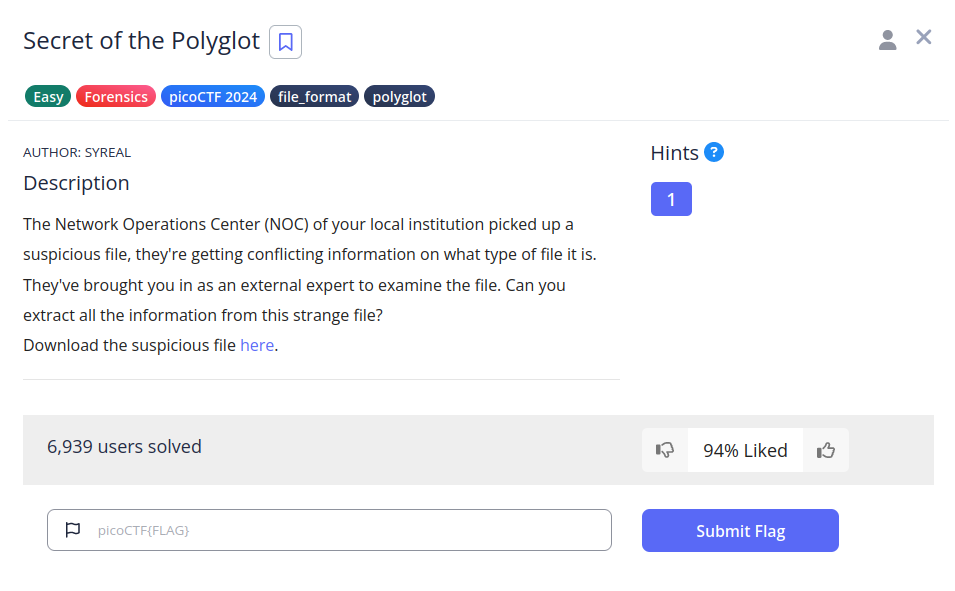 Secret of the Polyglot
Easy Forensics picoCTF 2024 file_format polyglot
AUTHOR: SYREAL
Description
The Network Operations Center (NOC) of your local institution picked up a
suspicious file, they're getting conflicting information on what type of file it is.
They've brought you in as an external expert to examine the file. Can you
extract all the information from this strange file?
Download the suspicious file here.
Hints ?
1
6,939 users solved
94% Liked
picoCTF{FLAG}
Submit Flag